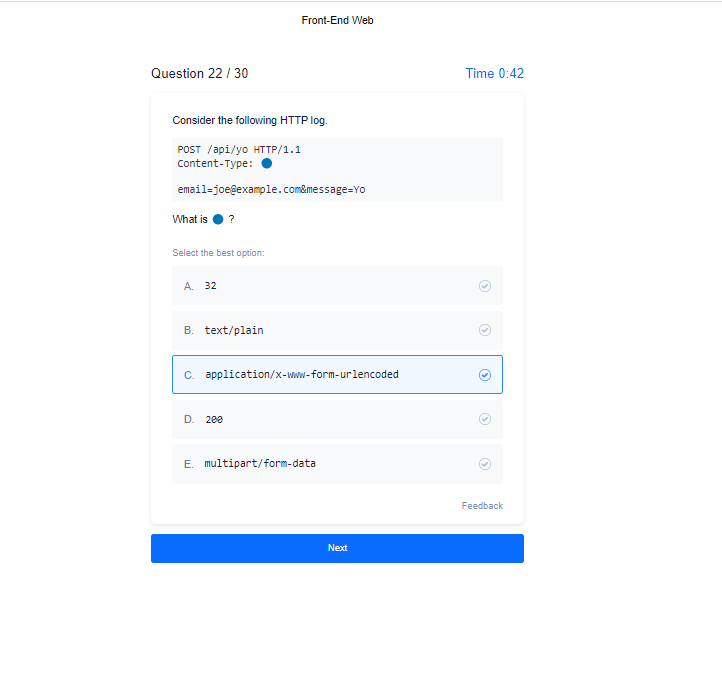 Front-End Web
Question 22 / 30
Time 0:42
Consider the following HTTP log.
POST /api/yo HTTP/1.1
Content-Type:
email=joe@example.com&message=Yo
What is ?
Select the best option:
A. 32
B. text/plain
C. application/x-www-form-urlencoded
D. 200
E. multipart/form-data
Feedback
Next